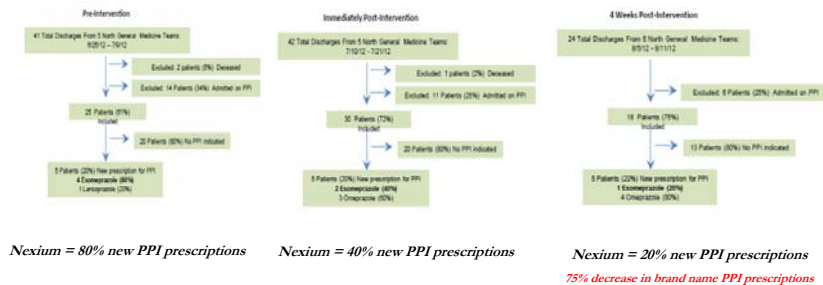 Pre-Intervention
41 Total Discharges From 5 North General Medicine Teams:
6/26/12 – 7/9/12
Excluded: 2 patients (5%) Deceased
Excluded: 14 Patients (34%) Admitted on PPI
25 Patients (61%)
Included
20 Patients (80%) No PPI indicated
5 Patients (20%) New prescription for PPI
4 Esomeprazole (80%)
1 Lansoprazole (20%)
Nexium = 80% new PPI prescriptions
Immediately Post-Intervention
42 Total Discharges From 5 North General Medicine Teams:
7/10/12 - 7/21/12
Excluded: 1 patients (2%) Deceased
Excluded: 11 Patients (26%) Admitted on PPI
30 Patients (72%)
Included
Patients (80%) No PPI indicated
Patients (20%) New prescription for PPI
2 Esomeprazole (40%)
3 Omeprazole (60%)
Nexium = 40% new PPI prescriptions
4 Weeks Post-Intervention
24 Total Discharges From 5 North General Medicine Teams:
8/5/12 - 8/11/12
Excluded: 6 Patients (25%) Admitted on PPI
18 Patients (75%)
Included
13 Patients (80%) No PPI indicated
5 Patients (20%) New prescription for PPI
1 Esomeprazole (20%)
4 Omeprazole (80%)
Nexium = 20% new PPI prescriptions
75% decrease in brand name PPI prescriptions